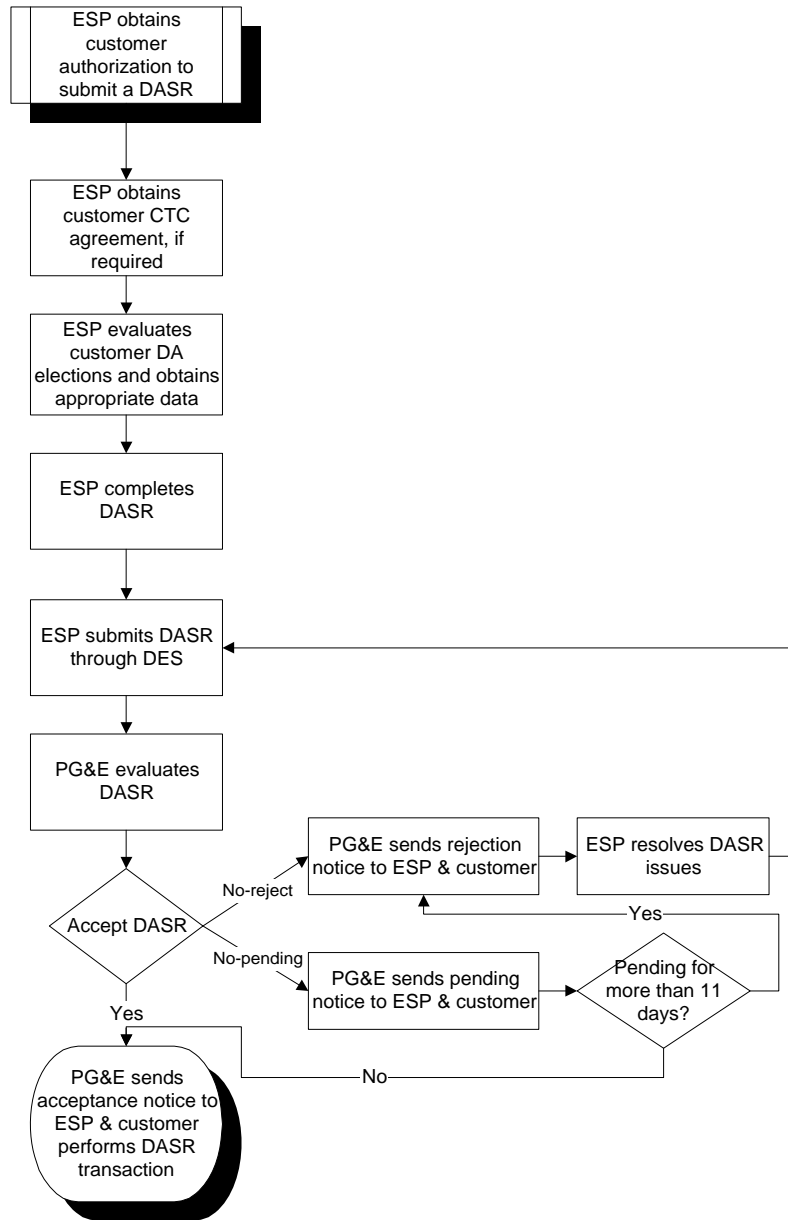 ESP obtains
customer
authorization to
submit a DASR
ESP obtains
customer CTC
agreement, if
required
ESP evaluates
customer DA
elections and obtains
appropriate data
ESP completes
DASR
ESP submits DASR
through DES
PG&E evaluates
DASR
Accept DASR
No-reject
PG&E sends rejection
notice to ESP & customer
ESP resolves DASR
issues
Yes
No-pending
PG&E sends pending
notice to ESP & customer
Pending for
more than 11
days?
Yes
No
PG&E sends
acceptance notice to
ESP & customer
performs DASR
transaction